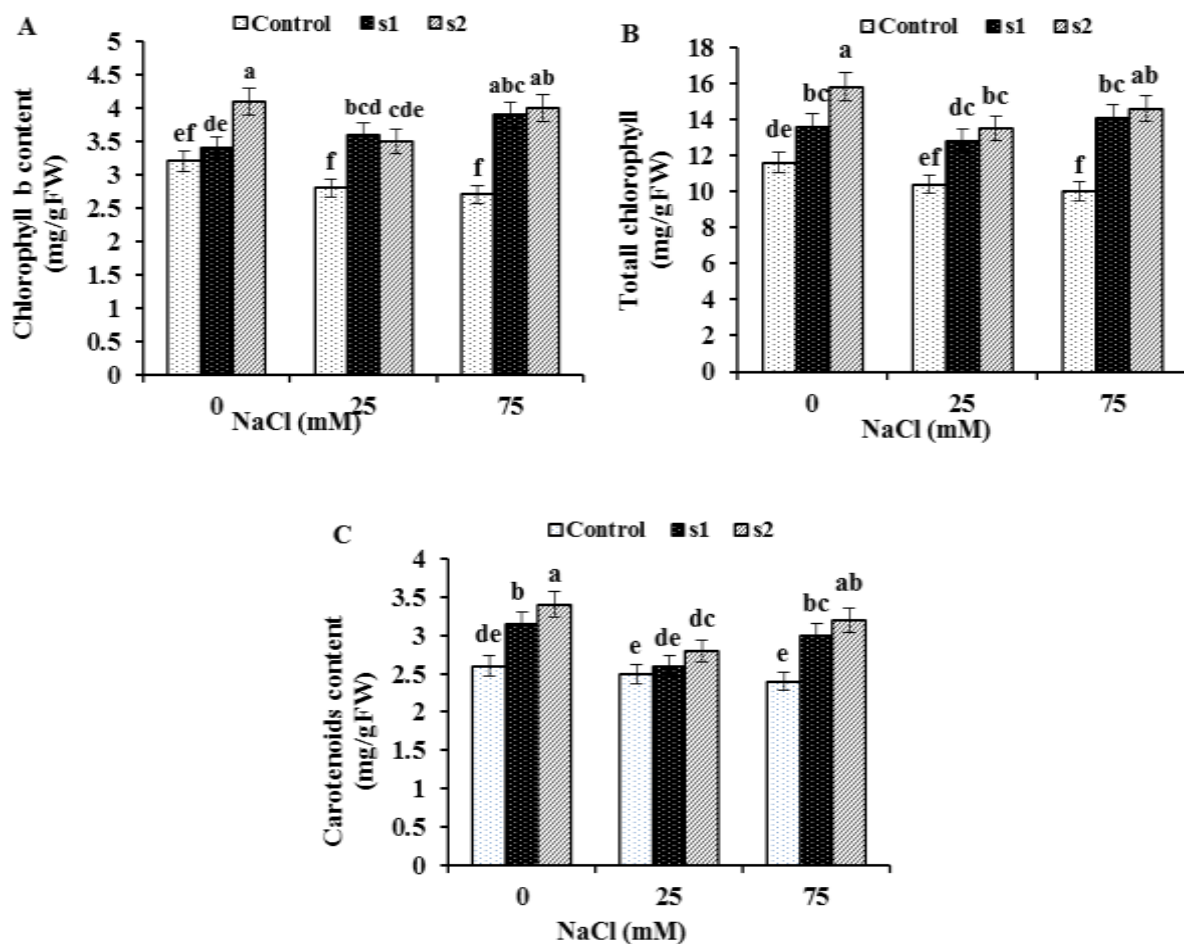 A
Control s1 s2
5
4.5
4
3.5
3
2.5
2
1.5
1
0.5
0
Chlorophyll b content
(mg/gFW)
ef de a
f bcd cde
f abc ab
0 25 75
NaCl (mM)
B
Control s1 s2
18
16
14
12
10
8
6
4
2
0
Totall chlorophyll
(mg/gFW)
de bc a
ef dc bc
f bc ab
0 25 75
NaCl (mM)
C
Control s1 s2
4
3.5
3
2.5
2
1.5
1
0.5
0
Carotenoids content
(mg/gFW)
de b a
e de dc
e bc ab
0 25 75
NaCl (mM)